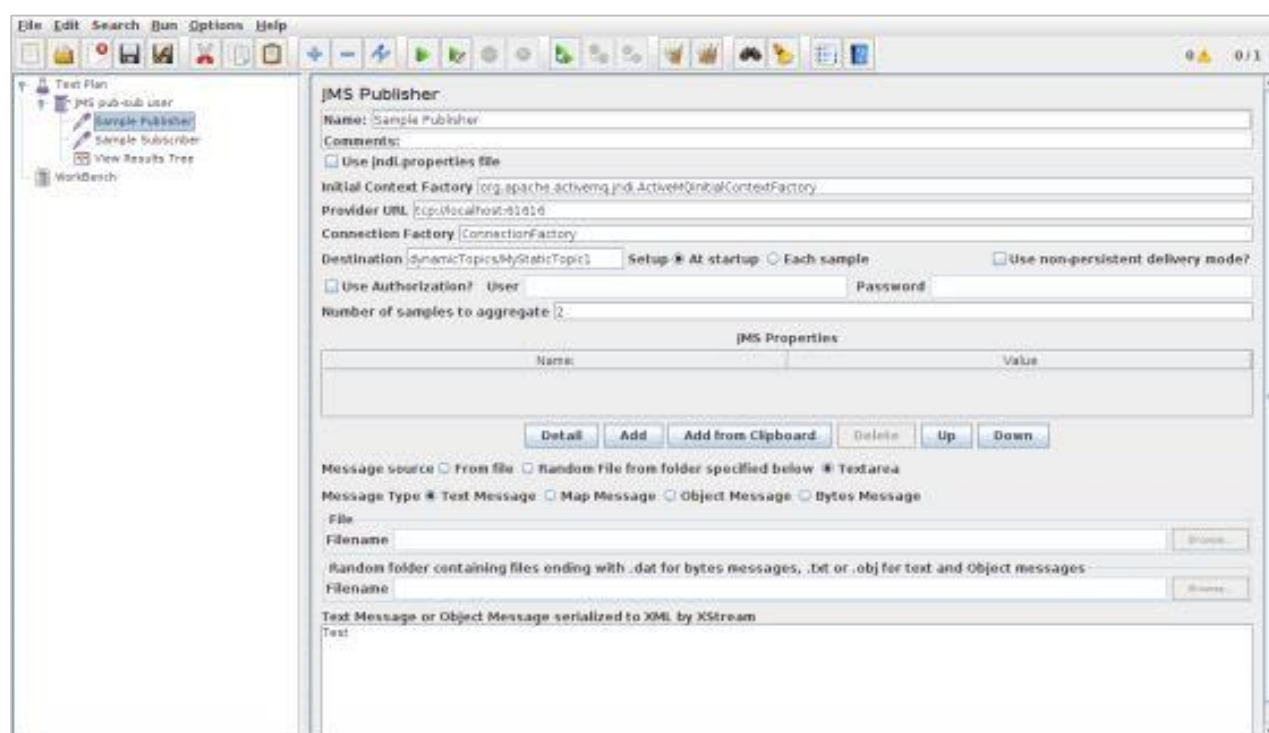 File Edit Search Run Options Help
0 0/1
Test Plan
JMS pub-sub user
Sample Publisher
Sample Subscriber
View Results Tree
WorkBench
JMS Publisher
Name: Sample Publisher
Comments:
Use jndi.properties file
Initial Context Factory org.apache.activemq.jndi.ActiveMQInitialContextFactory
Provider URL tcp://localhost:61616
Connection Factory ConnectionFactory
Destination dynamicTopics/MyStaticTopic1 Setup At startup Each sample Use non-persistent delivery mode?
Use Authorization? User Password
Number of samples to aggregate 2
JMS Properties
Name: Value
Detail Add Add from Clipboard Delete Up Down
Message source From file Random File from folder specified below Textarea
Message Type Text Message Map Message Object Message Bytes Message
File
Filename Browse...
Random folder containing files ending with .dat for bytes messages, .txt or .obj for text and Object messages
Filename Browse...
Text Message or Object Message serialized to XML by XStream
Test